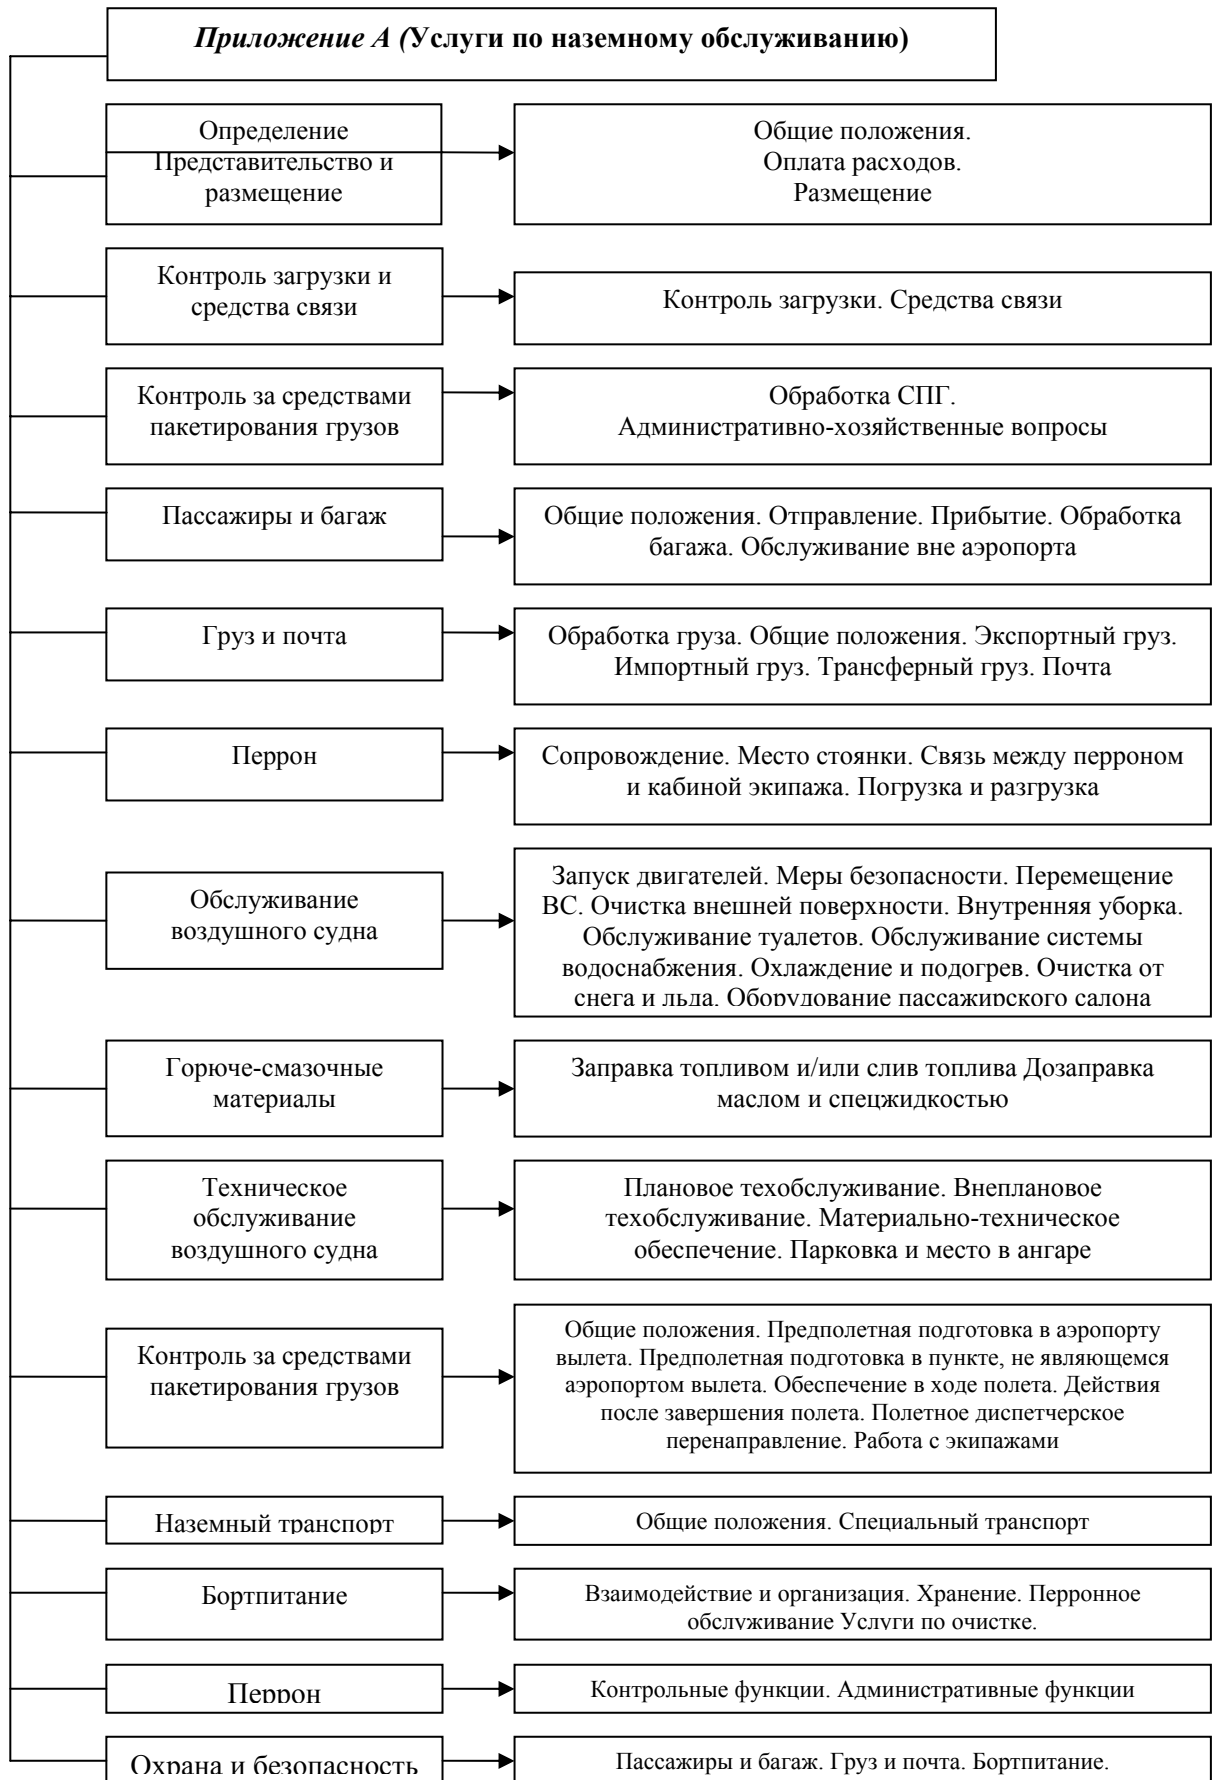 Приложение А (Услуги по наземному обслуживанию)
Определение
Представительство и
размещение
Общие положения.
Оплата расходов.
Размещение
Контроль загрузки и
средства связи
Контроль загрузки. Средства связи
Контроль за средствами
пакетирования грузов
Обработка СПГ.
Административно-хозяйственные вопросы
Пассажиры и багаж
Общие положения. Отправление. Прибытие. Обработка
багажа. Обслуживание вне аэропорта
Груз и почта
Обработка груза. Общие положения. Экспортный груз.
Импортный груз. Трансферный груз. Почта
Перрон
Сопровождение. Место стоянки. Связь между перроном
и кабиной экипажа. Погрузка и разгрузка
Обслуживание
воздушного судна
Запуск двигателей. Меры безопасности. Перемещение
ВС. Очистка внешней поверхности. Внутренняя уборка.
Обслуживание туалетов. Обслуживание системы
водоснабжения. Охлаждение и подогрев. Очистка от
снега и льда. Оборудование пассажирского салона
Горюче-смазочные
материалы
Заправка топливом и/или слив топлива Дозаправка
маслом и спецжидкостью
Техническое
обслуживание
воздушного судна
Плановое техобслуживание. Внеплановое
техобслуживание. Материально-техническое
обеспечение. Парковка и место в ангаре
Контроль за средствами
пакетирования грузов
Общие положения. Предполетная подготовка в аэропорту
вылета. Предполетная подготовка в пункте, не являющемся
аэропортом вылета. Обеспечение в ходе полета. Действия
после завершения полета. Полетное диспетчерское
перенаправление. Работа с экипажами
Наземный транспорт
Общие положения. Специальный транспорт
Бортпитание
Взаимодействие и организация. Хранение. Перронное
обслуживание Услуги по очистке.
Перрон
Контрольные функции. Административные функции
Охрана и безопасность
Пассажиры и багаж. Груз и почта. Бортпитание.